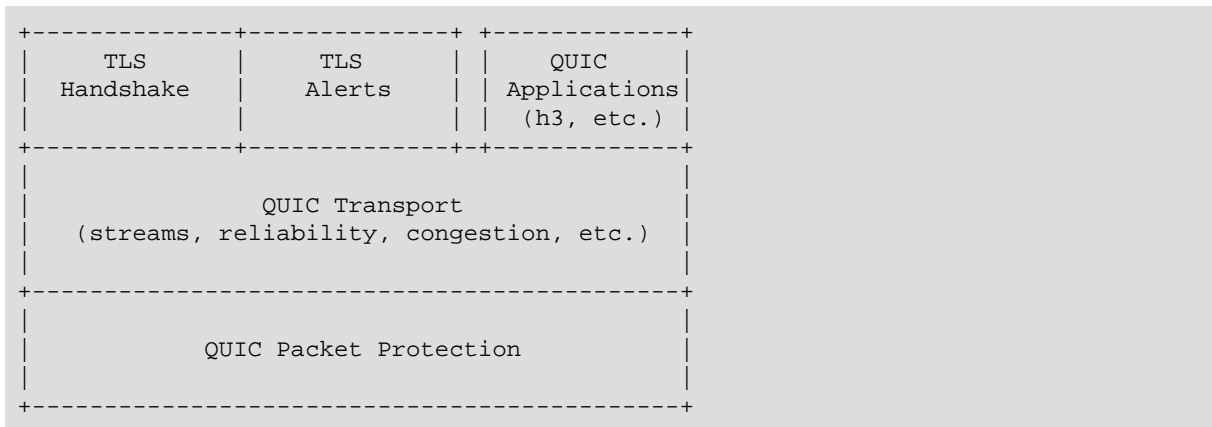 +--------------+--------------+ +-------------+
|     TLS      |     TLS      | |    QUIC     |
|  Handshake   |    Alerts    | | Applications|
|              |              | |  (h3, etc.) |
+--------------+--------------+-+-------------+
|                                             |
|                QUIC Transport               |
|   (streams, reliability, congestion, etc.)  |
|                                             |
+---------------------------------------------+
|                                             |
|            QUIC Packet Protection           |
|                                             |
+---------------------------------------------+